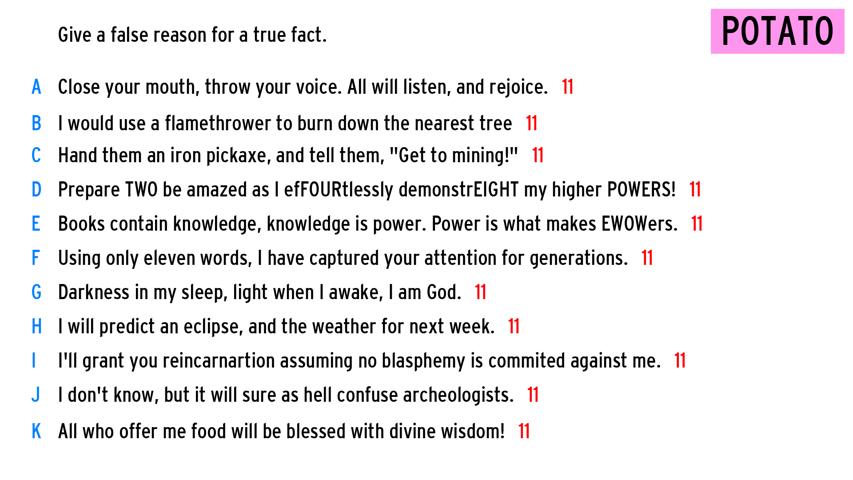 Give a false reason for a true fact.
POTATO
A Close your mouth, throw your voice. All will listen, and rejoice. 11
B I would use a flamethrower to burn down the nearest tree 11
C Hand them an iron pickaxe, and tell them, "Get to mining!" 11
D Prepare TWO be amazed as I efFOURtlessly demonstrEIGHT my higher POWERS! 11
E Books contain knowledge, knowledge is power. Power is what makes EWOWers. 11
F Using only eleven words, I have captured your attention for generations. 11
G Darkness in my sleep, light when I awake, I am God. 11
H I will predict an eclipse, and the weather for next week. 11
I I'll grant you reincarnartion assuming no blasphemy is commited against me. 11
J I don't know, but it will sure as hell confuse archeologists. 11
K All who offer me food will be blessed with divine wisdom! 11